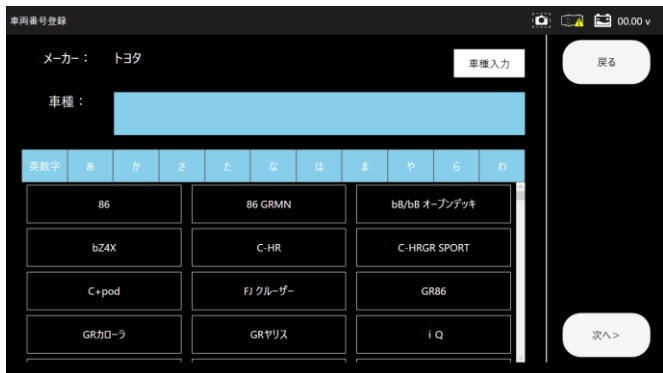 車両番号登録
00.00 v
メーカー： トヨタ
車種入力
戻る
車種：
英数字 あ か さ た な は ま や ら わ
86 86 GRMN bB/bB オープンデッキ
bZ4X C-HR C-HRGR SPORT
C+pod FJ クルーザー GR86
GRカローラ GRヤリス i Q
次へ＞